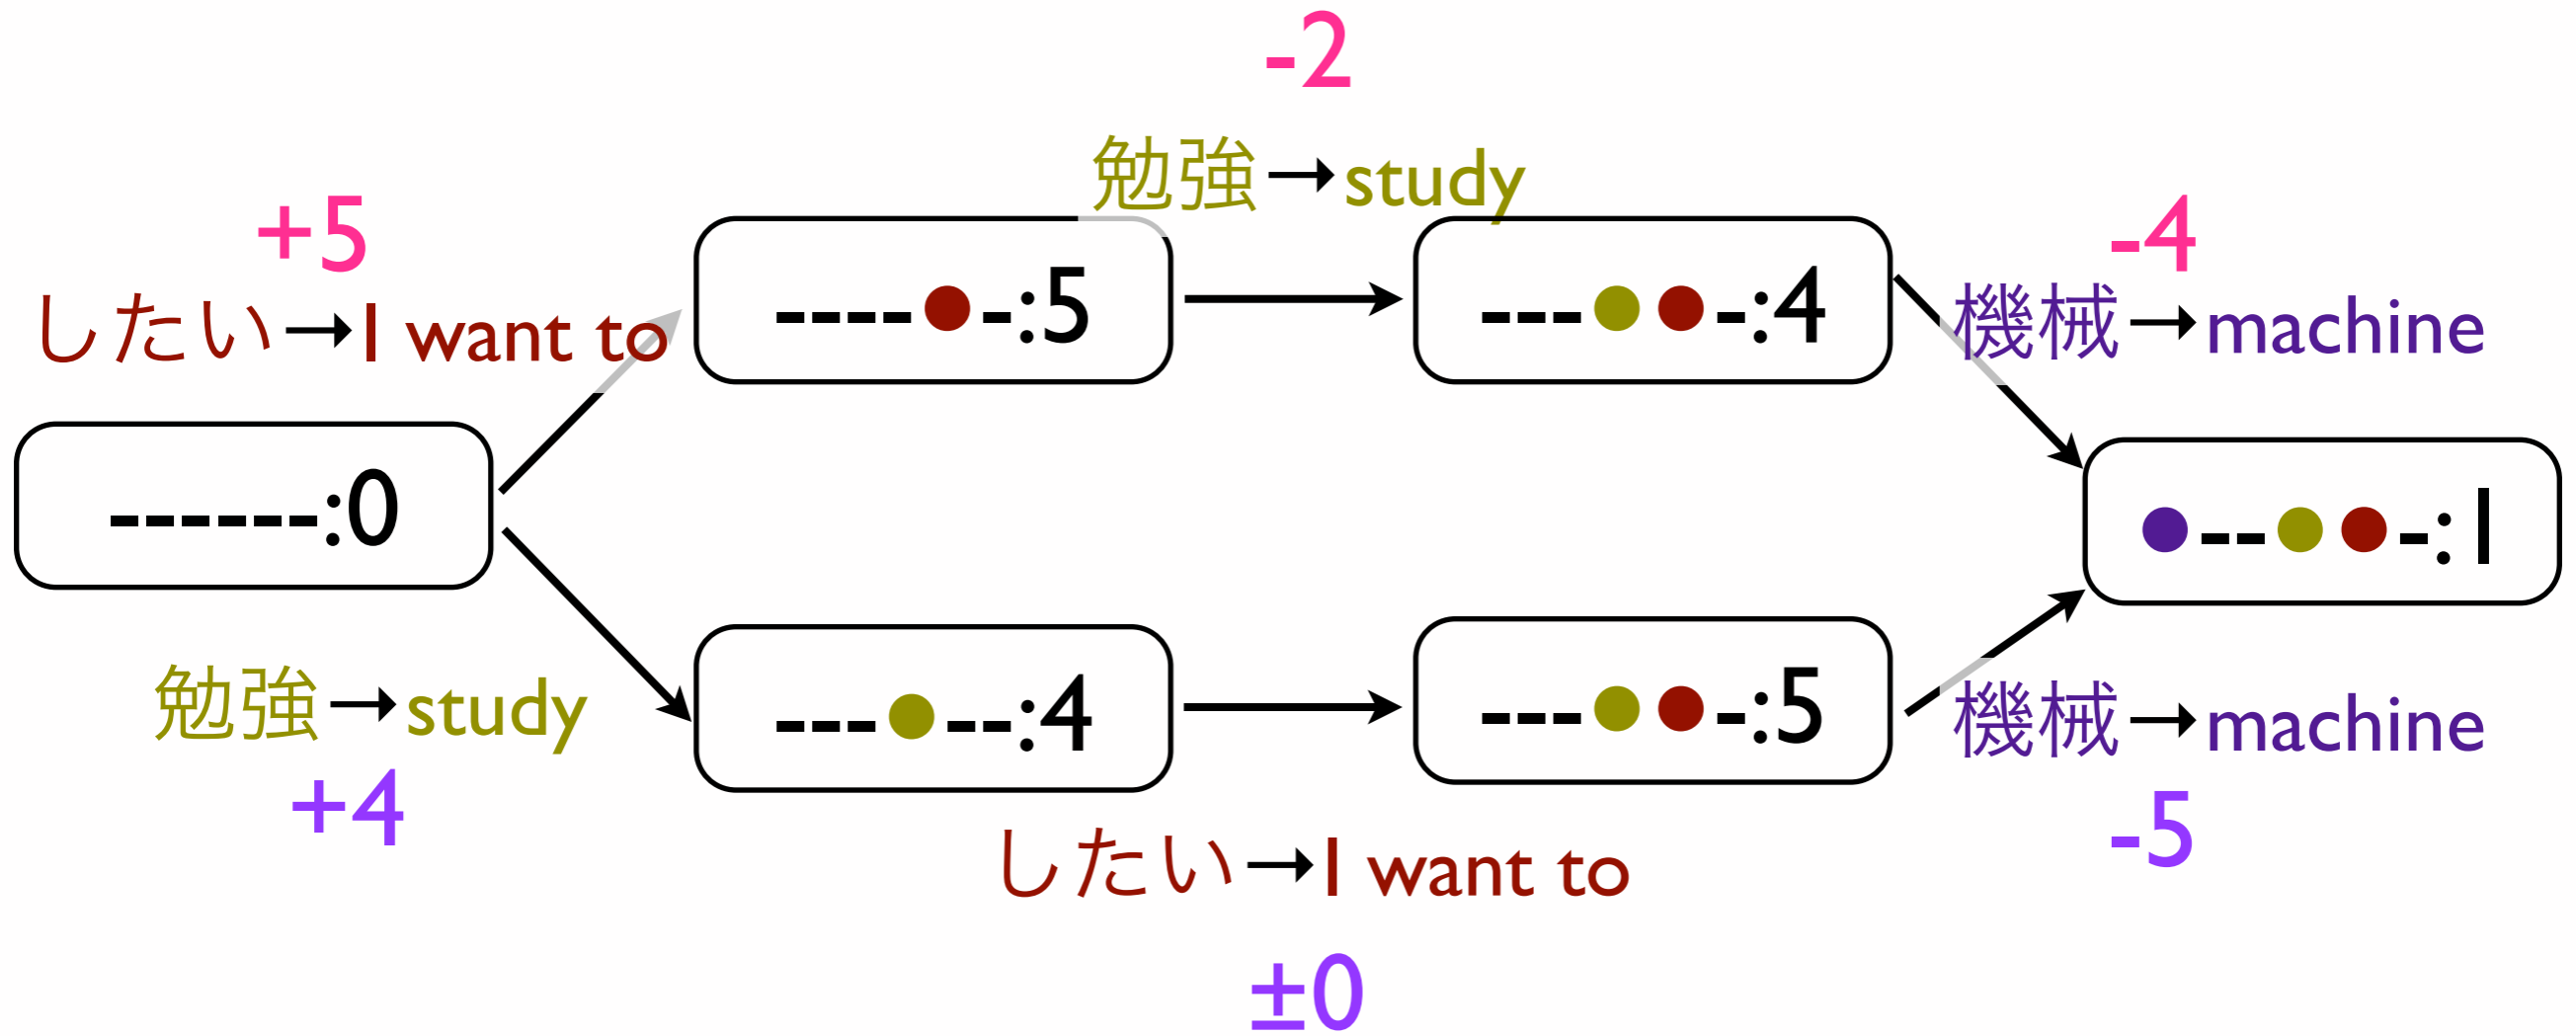 -2
勉強→study
+5
したい→I want to
-4
機械→machine
----●-:5
---●●-:4
------:0
●--●●-:1
勉強→study
+4
---●--:4
---●●-:5
機械→machine
-5
したい→I want to
±0